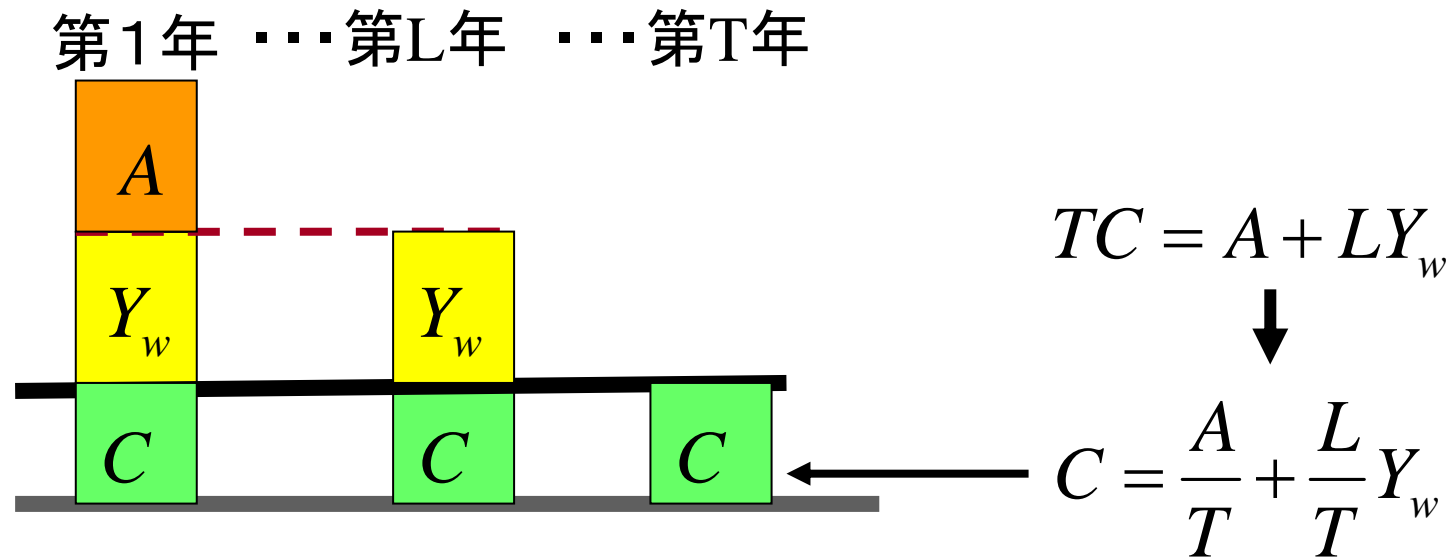 第１年 ･･･第L年 ･･･第T年
A
Y_w Y_w
C C C
TC = A + LY_w
C = A/T + L/T Y_w